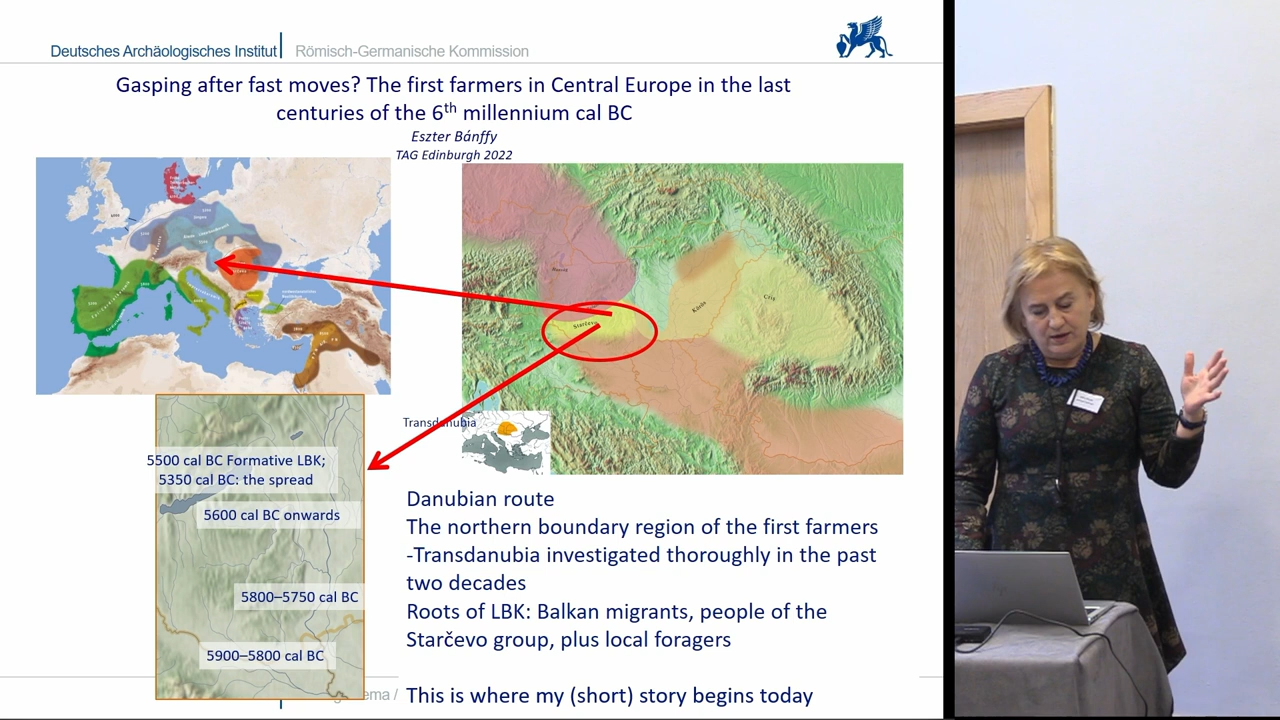 Deutsches Archäologisches Institut Römisch-Germanische Kommission
Gasping after fast moves? The first farmers in Central Europe in the last
centuries of the 6th millennium cal BC
Eszter Bánffy
TAG Edinburgh 2022
Starčevo
Körös
Criş
Transdanubia
5500 cal BC Formative LBK;
5350 cal BC: the spread
5600 cal BC onwards
5800–5750 cal BC
5900–5800 cal BC
Danubian route
The northern boundary region of the first farmers
-Transdanubia investigated thoroughly in the past
two decades
Roots of LBK: Balkan migrants, people of the
Starčevo group, plus local foragers
This is where my (short) story begins today